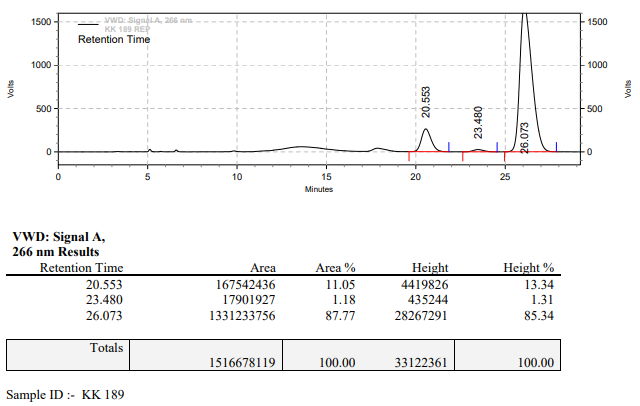 VWD: Signal A, 266 nm
KK 189 REP
Retention Time
1500
1000
500
0
1500
1000
500
0
Volts
Volts
20.553
23.480
26.073
0 5 10 15 20 25
Minutes
VWD: Signal A,
266 nm Results
Retention Time Area Area % Height Height %
20.553 167542436 11.05 4419826 13.34
23.480 17901927 1.18 435244 1.31
26.073 1331233756 87.77 28267291 85.34
Totals
1516678119 100.00 33122361 100.00
Sample ID :- KK 189